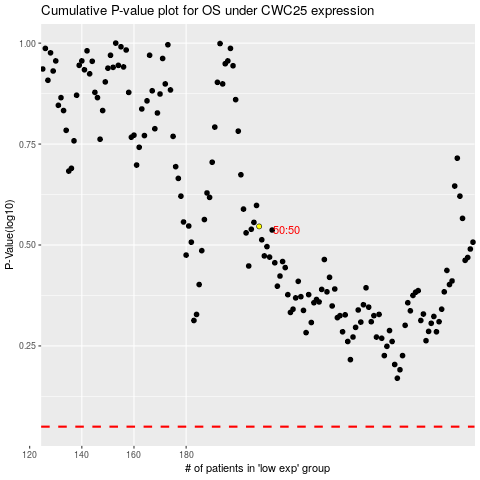 Cumulative P-value plot for OS under CWC25 expression
1.00
0.75
P-Value(log10)
50:50
0.50
0.25
120 140 160 180
# of patients in 'low exp' group